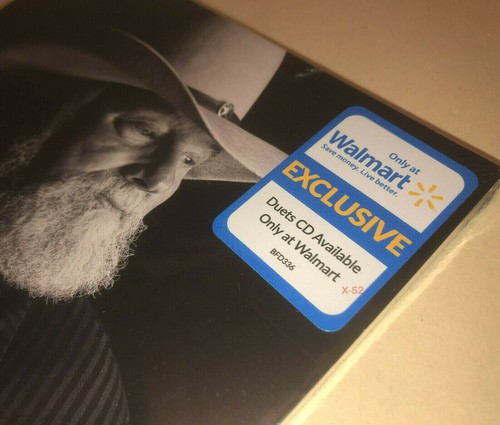 Only at
Walmart
Save money. Live better.
EXCLUSIVE
Duets CD Available
Only at Walmart
BFD336
X-52